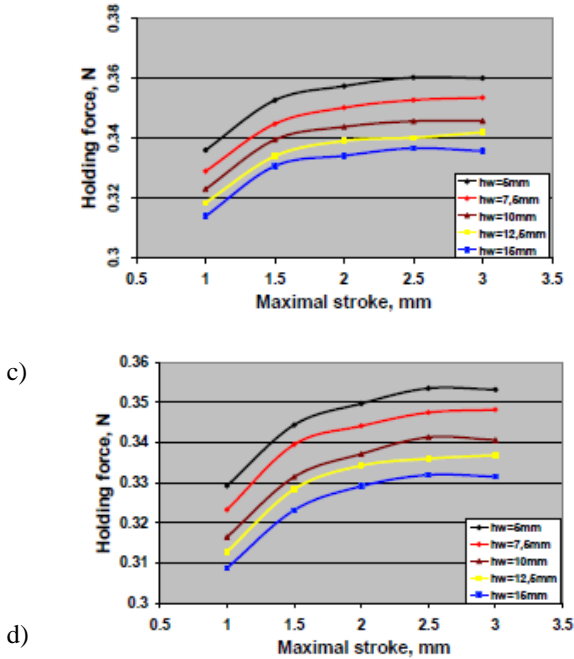 0.38
0.36
0.34
0.32
0.3
Holding force, N
hw=5mm
hw=7,5mm
hw=10mm
hw=12,5mm
hw=15mm
0.5 1 1.5 2 2.5 3 3.5
Maximal stroke, mm
c)
0.36
0.35
0.34
0.33
0.32
0.31
0.3
Holding force, N
hw=5mm
hw=7,5mm
hw=10mm
hw=12,5mm
hw=15mm
0.5 1 1.5 2 2.5 3 3.5
Maximal stroke, mm
d)